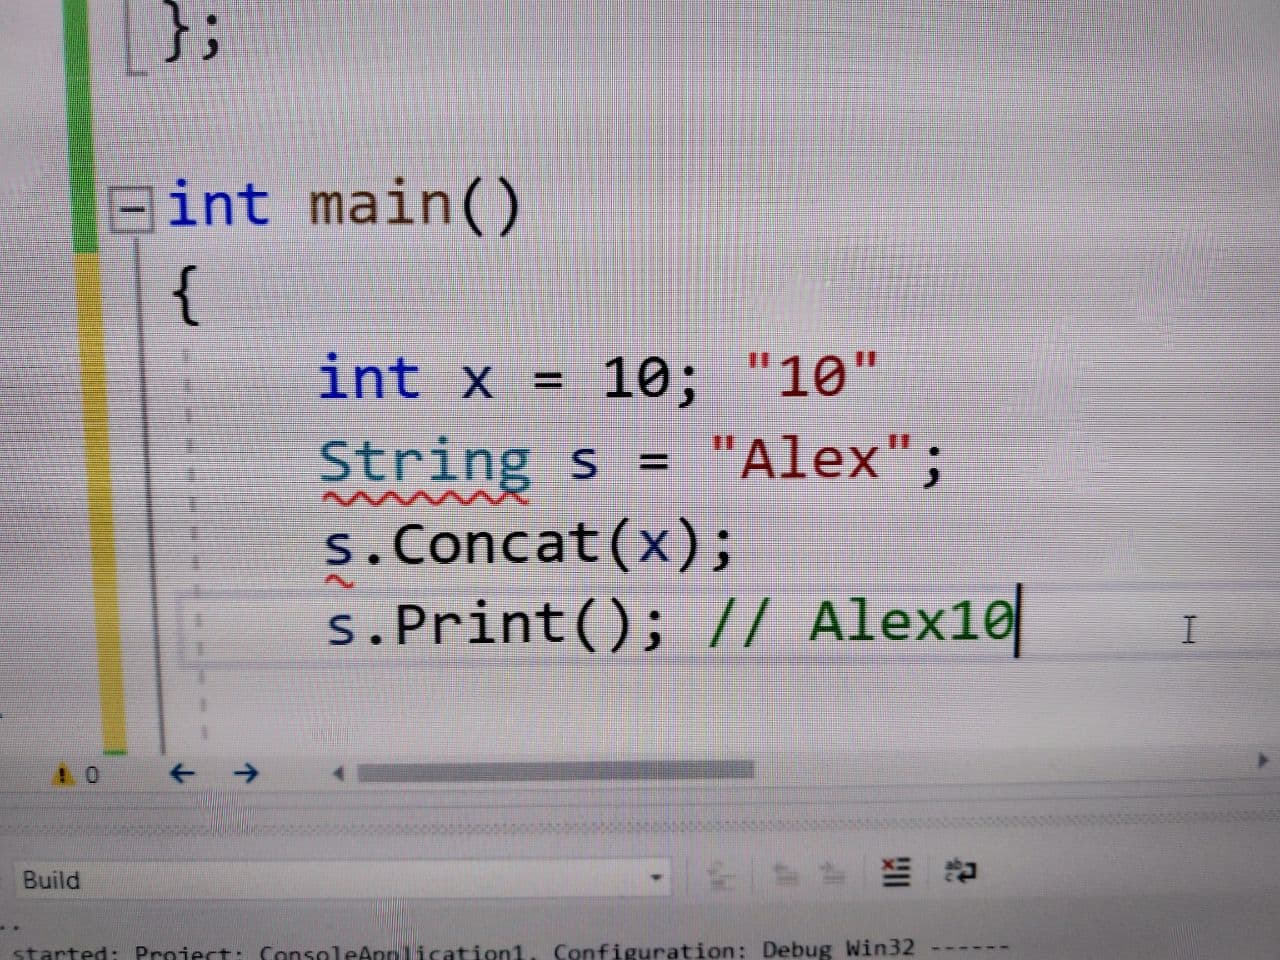 };
int main()
{
int x = 10; "10"
String s = "Alex";
s.Concat(x);
s.Print(); // Alex10
0
Build
..
started: Project: ConsoleApplication1, Configuration: Debug Win32 ------